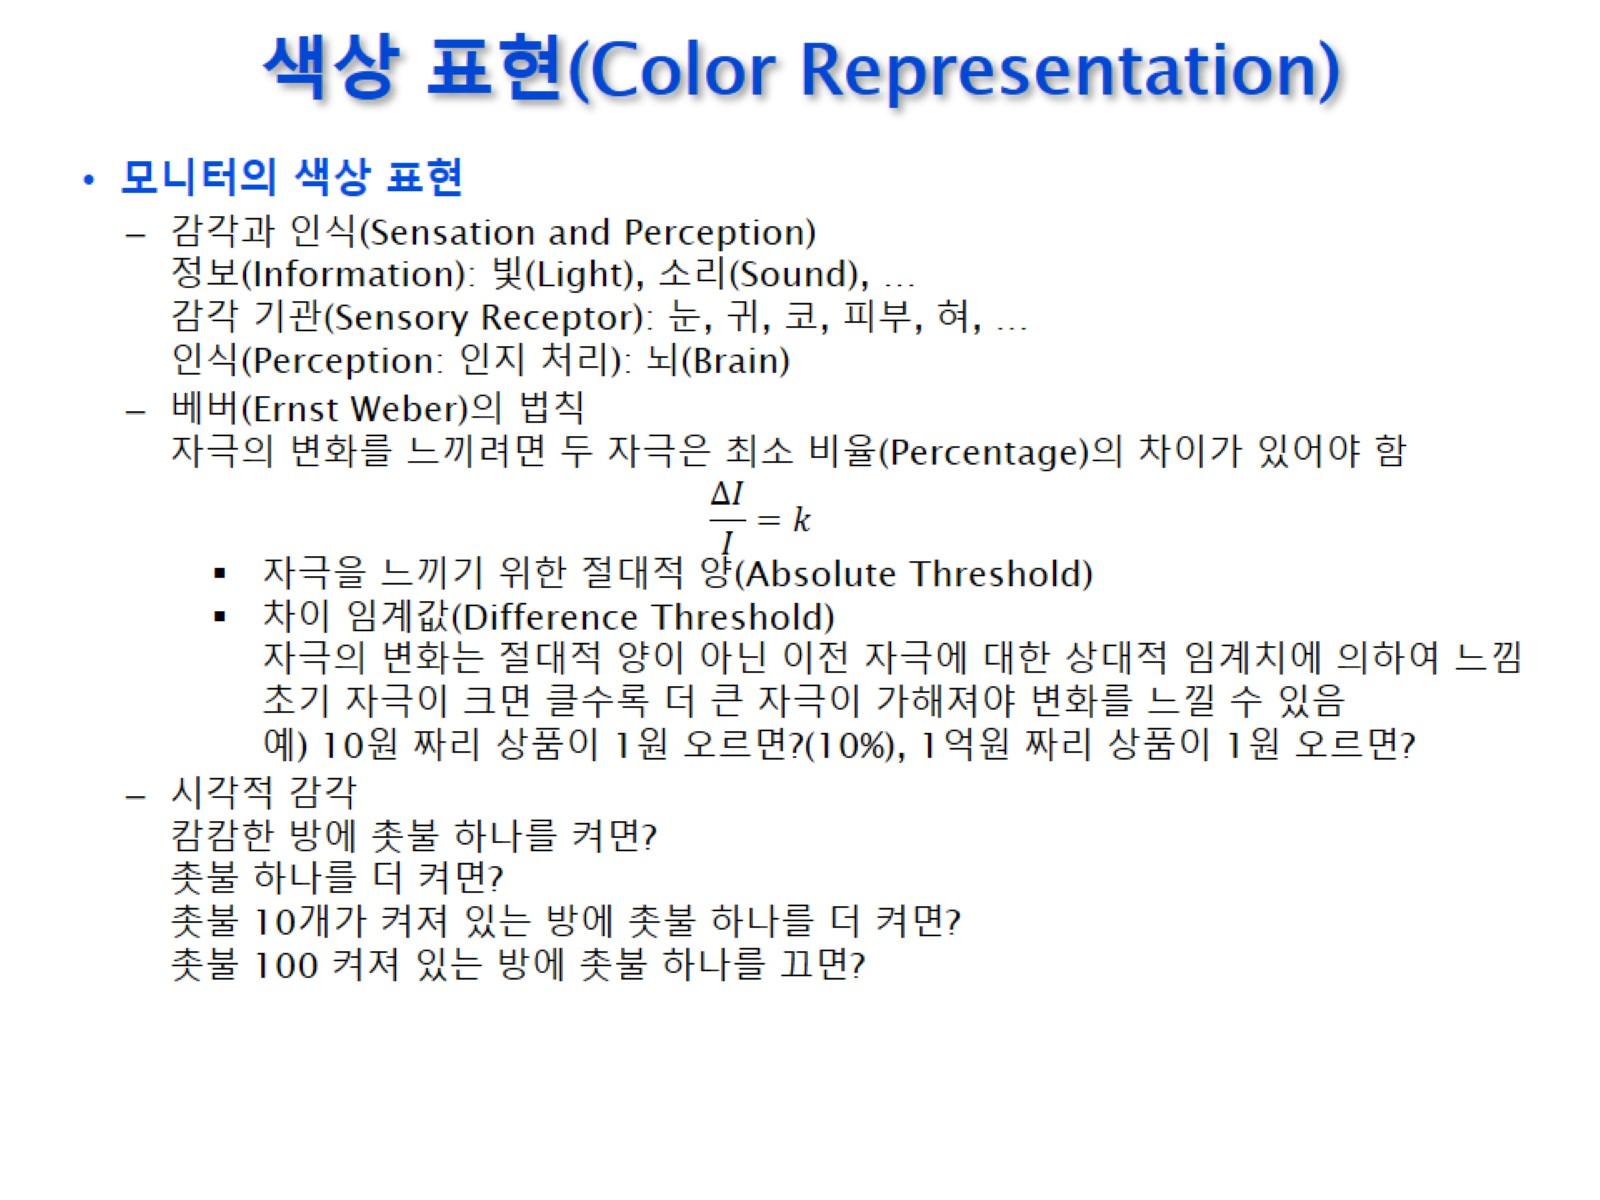 색상 표현(Color Representation)
• 모니터의 색상 표현
– 감각과 인식(Sensation and Perception)
정보(Information): 빛(Light), 소리(Sound), …
감각 기관(Sensory Receptor): 눈, 귀, 코, 피부, 혀, …
인식(Perception: 인지 처리): 뇌(Brain)
– 베버(Ernst Weber)의 법칙
자극의 변화를 느끼려면 두 자극은 최소 비율(Percentage)의 차이가 있어야 함
ΔI/I = k
▪ 자극을 느끼기 위한 절대적 양(Absolute Threshold)
▪ 차이 임계값(Difference Threshold)
자극의 변화는 절대적 양이 아닌 이전 자극에 대한 상대적 임계치에 의하여 느낌
초기 자극이 크면 클수록 더 큰 자극이 가해져야 변화를 느낄 수 있음
예) 10원 짜리 상품이 1원 오르면?(10%), 1억원 짜리 상품이 1원 오르면?
– 시각적 감각
캄캄한 방에 촛불 하나를 켜면?
촛불 하나를 더 켜면?
촛불 10개가 켜져 있는 방에 촛불 하나를 더 켜면?
촛불 100 켜져 있는 방에 촛불 하나를 끄면?